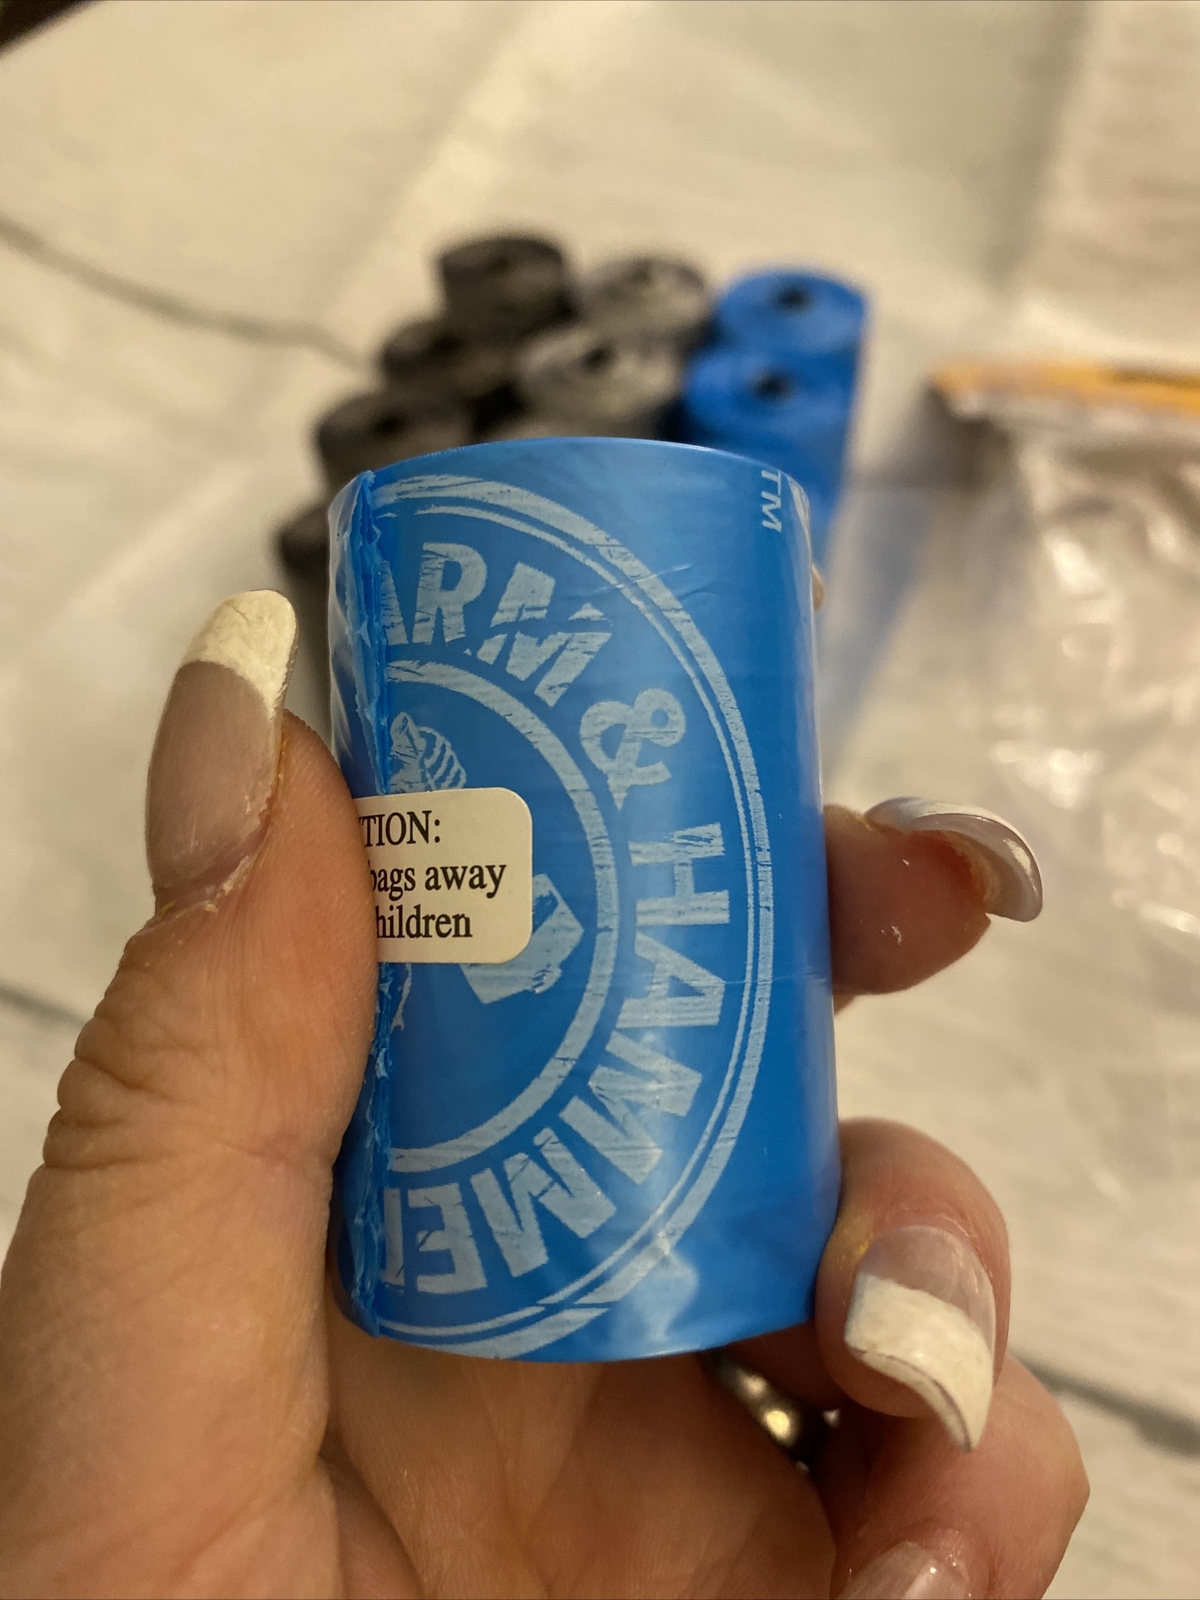 TM
ARM & HAMMER
TION:
bags away
hildren